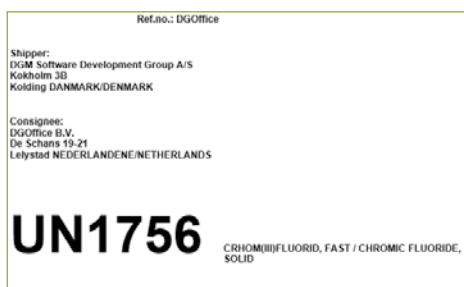 Ref.no.: DGOffice
Shipper:
DGM Software Development Group A/S
Kokholm 3B
Kolding DANMARK/DENMARK
Consignee:
DGOffice B.V.
De Schans 19-21
Lelystad NEDERLANDENE/NETHERLANDS
UN1756
CRHOM(III)FLUORID, FAST / CHROMIC FLUORIDE,
SOLID